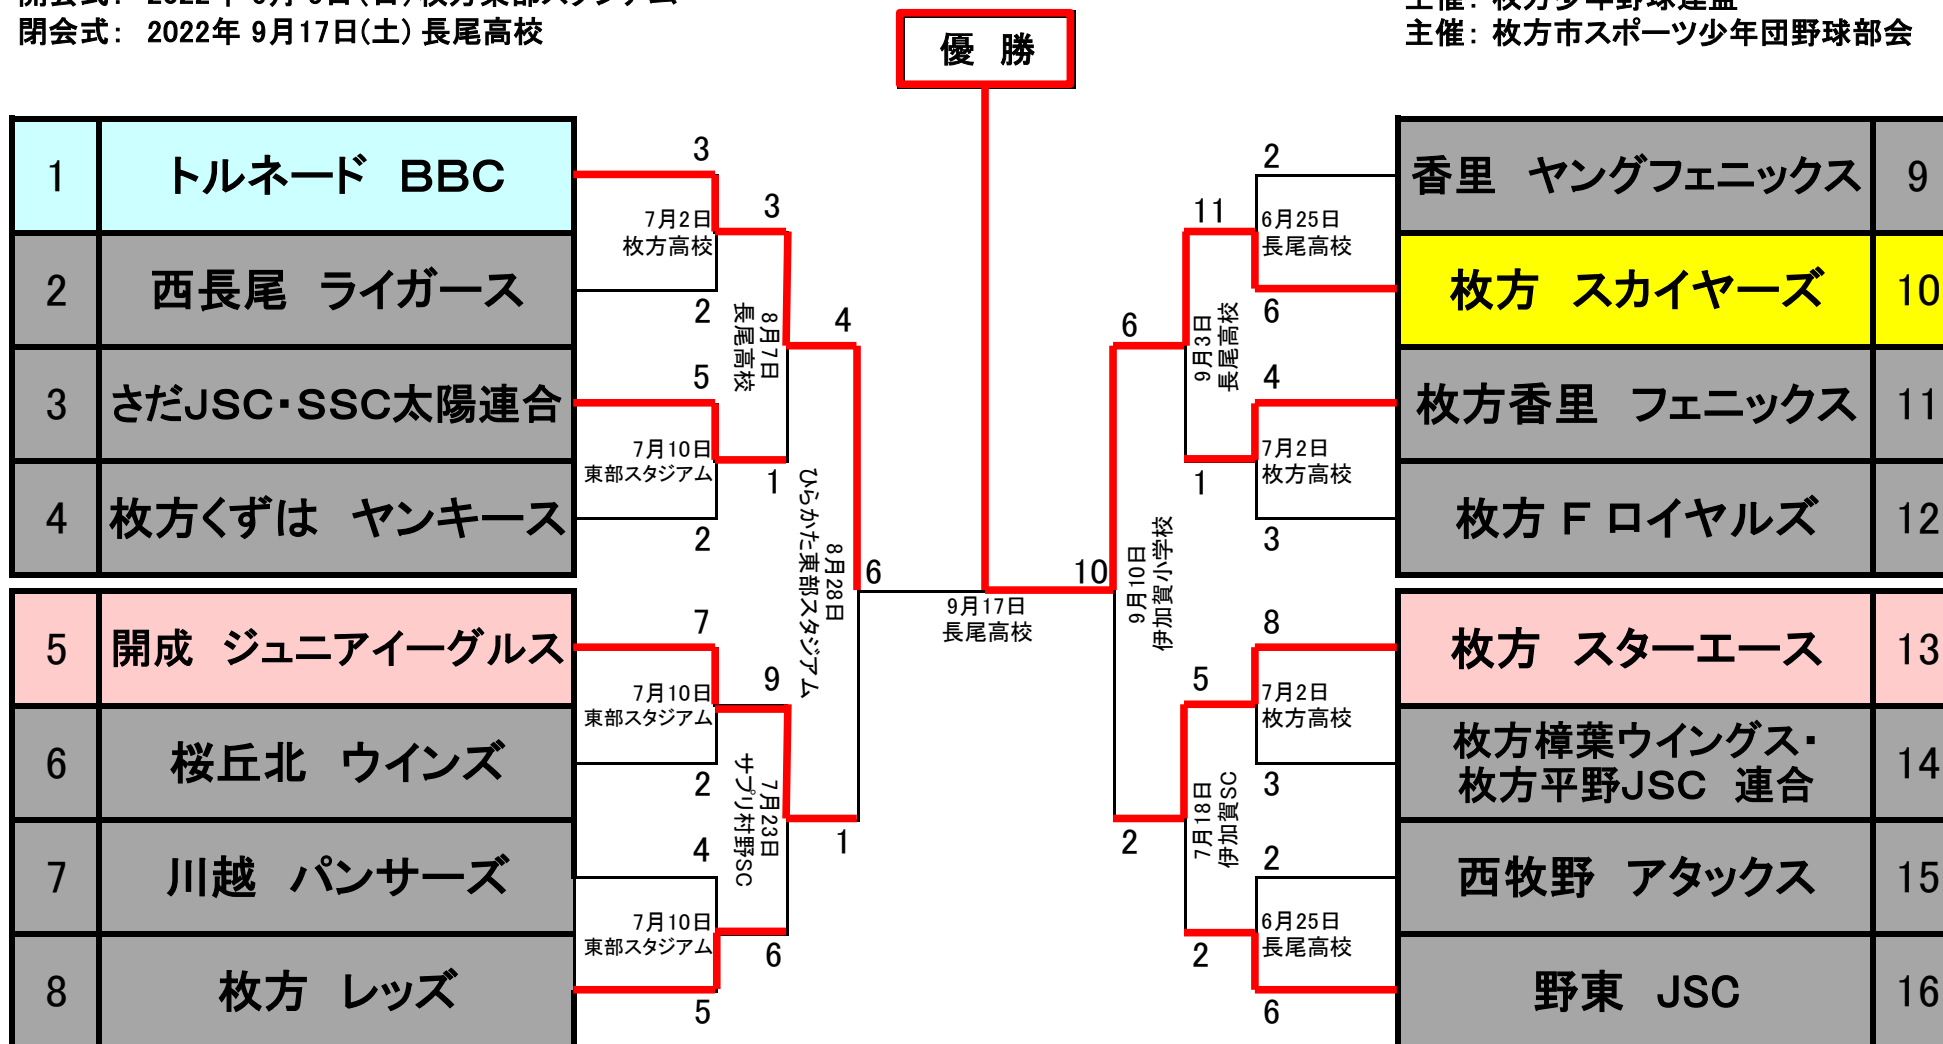 閉会式： 2022年 9月17日(土) 長尾高校
主催： 枚方市スポーツ少年団野球部会
優 勝
1 トルネード BBC
2 西長尾 ライガース
3 さだJSC・SSC太陽連合
4 枚方くずは ヤンキース
5 開成 ジュニアイーグルス
6 桜丘北 ウインズ
7 川越 パンサーズ
8 枚方 レッズ
3
7月2日
枚方高校
2
5
7月10日
東部スタジアム
2
7
7月10日
東部スタジアム
2
4
7月10日
東部スタジアム
5
3
8月7日
長尾高校
1
9
7月23日
サプリ村野SC
6
4
8月28日
ひらかた東部スタジアム
1
6
9月17日
長尾高校
10
6
9月10日
伊加賀小学校
2
11
9月3日
長尾高校
1
5
7月18日
伊加賀SC
2
2
6月25日
長尾高校
6
4
7月2日
枚方高校
3
8
7月2日
枚方高校
3
2
6月25日
長尾高校
6
香里 ヤングフェニックス 9
枚方 スカイヤーズ 10
枚方香里 フェニックス 11
枚方 F ロイヤルズ 12
枚方 スターエース 13
枚方樟葉ウイングス・
枚方平野JSC 連合 14
西牧野 アタックス 15
野東 JSC 16